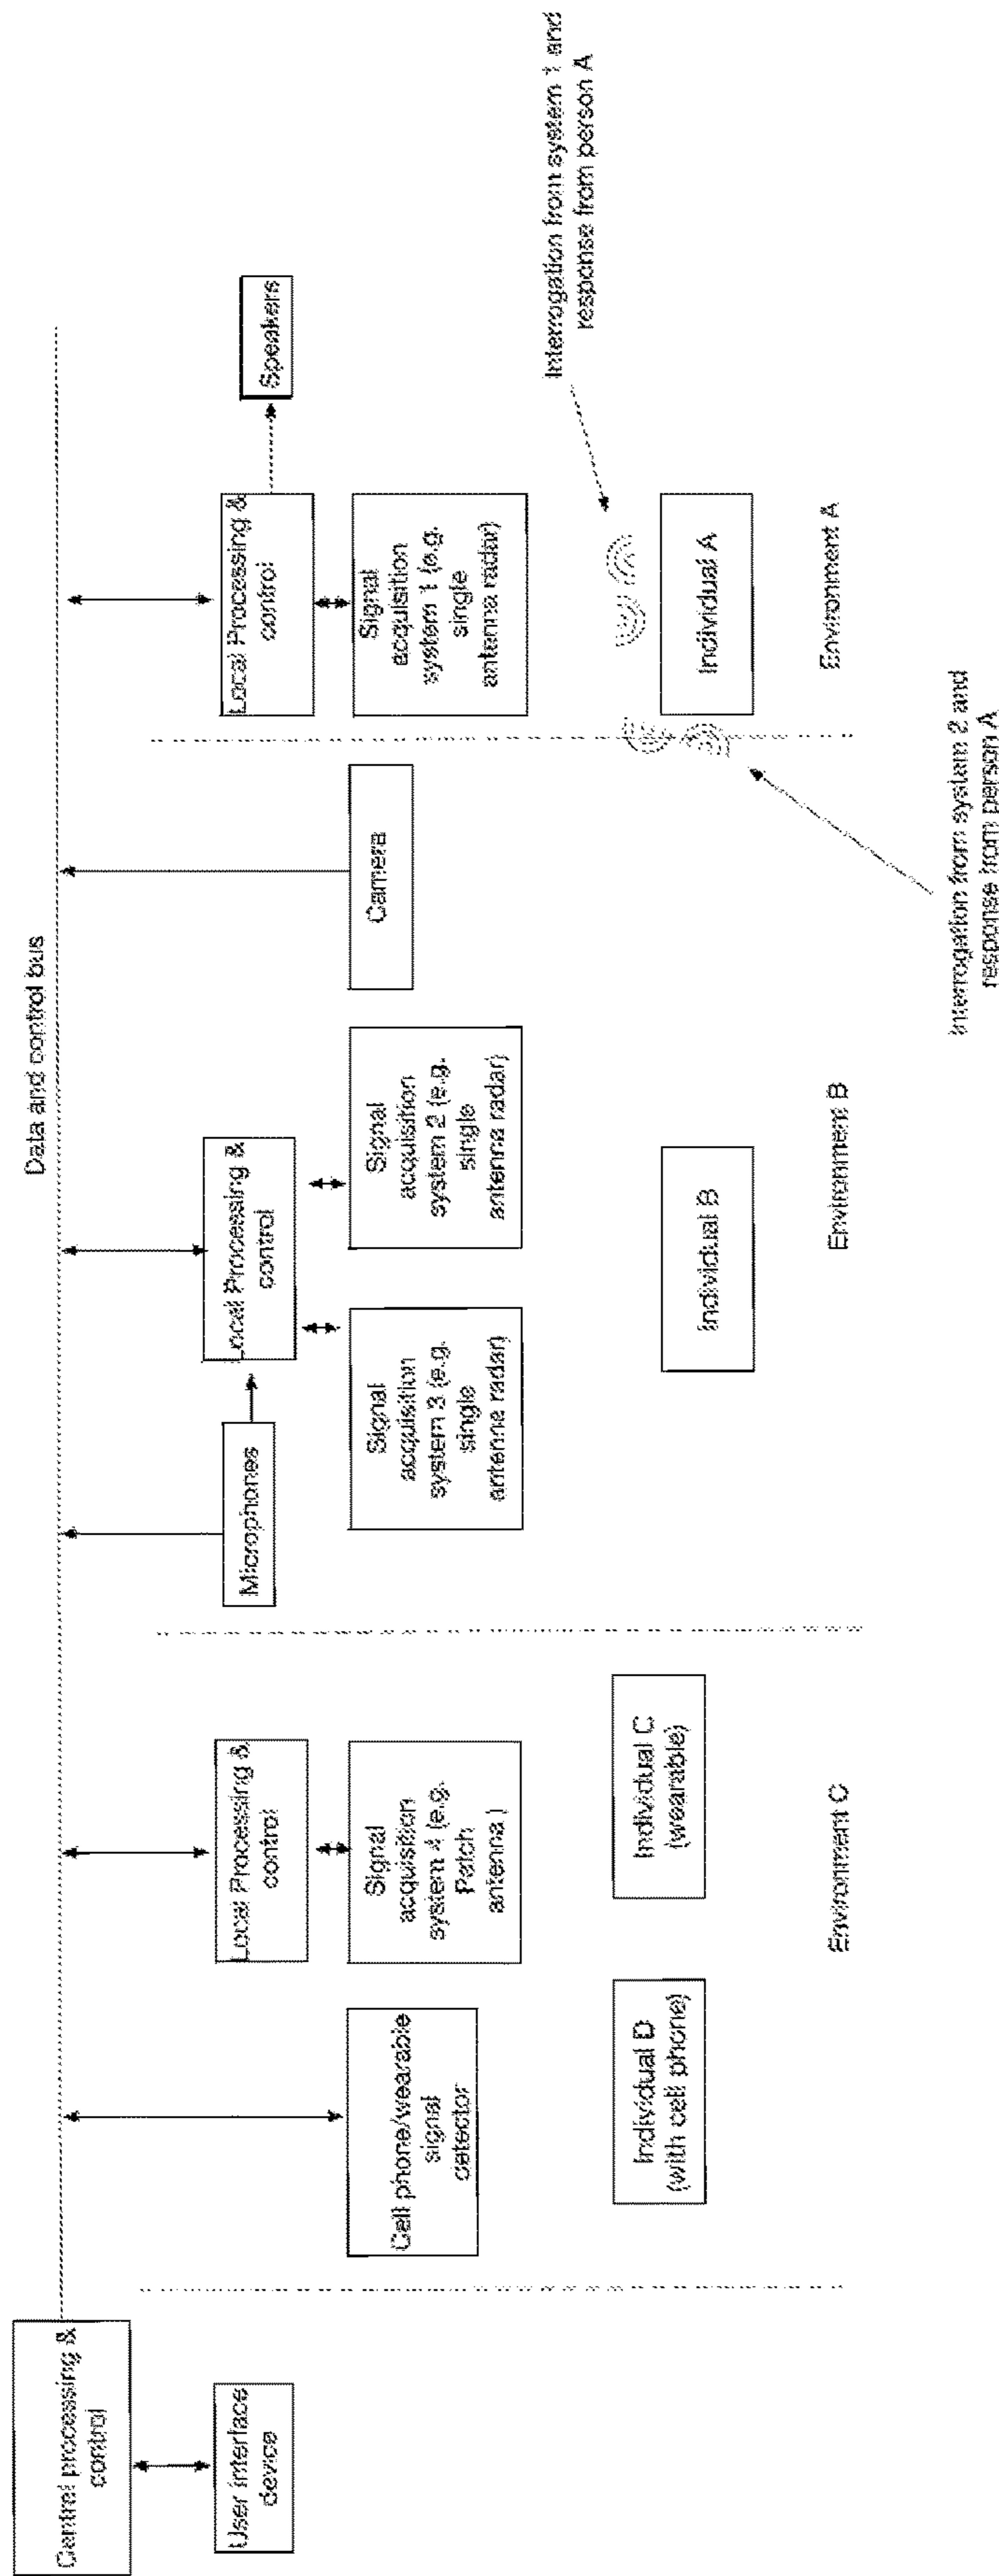 Data and control bus
Central processing &
control
User interface
device
Cell phone/wearable
signal
detector
Individual D
(with cell phone)
Local Processing &
control
Signal
acquisition
system 4 (e.g.
Patch
antenna )
Individual C
(wearable)
Environment C
Microphones
Local Processing &
control
Signal
acquisition
system 3 (e.g.
single
antenna radar)
Signal
acquisition
system 2 (e.g.
single
antenna radar)
Individual B
Environment B
Camera
Local Processing &
control
Speakers
Signal
acquisition
system 1 (e.g.
single
antenna radar)
Individual A
Environment A
Interrogation from system 1 and
response from person A
Interrogation from system 2 and
response from person A